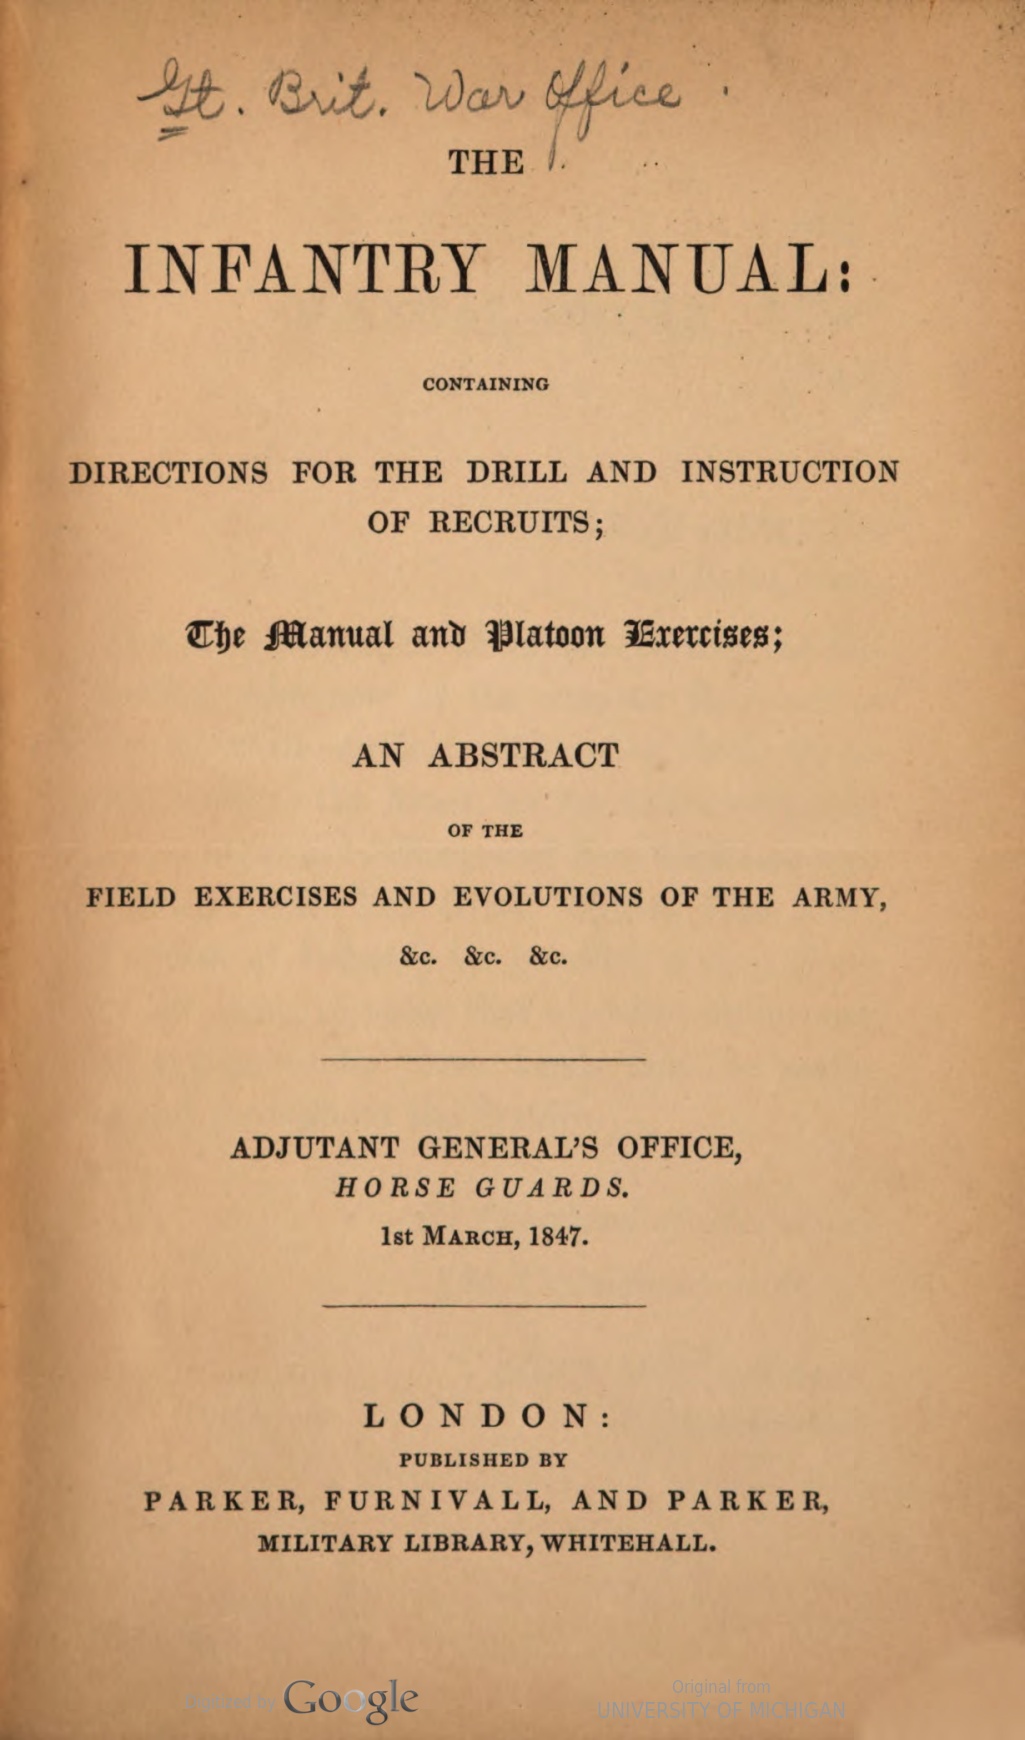 Gt. Brit. War Office.
THE
INFANTRY MANUAL:
CONTAINING
DIRECTIONS FOR THE DRILL AND INSTRUCTION
OF RECRUITS;
The Manual and Platoon Exercises;
AN ABSTRACT
OF THE
FIELD EXERCISES AND EVOLUTIONS OF THE ARMY,
&c. &c. &c.
ADJUTANT GENERAL'S OFFICE,
HORSE GUARDS.
1st MARCH, 1847.
LONDON:
PUBLISHED BY
PARKER, FURNIVALL, AND PARKER,
MILITARY LIBRARY, WHITEHALL.
Digitized by Google
Original from
UNIVERSITY OF MICHIGAN